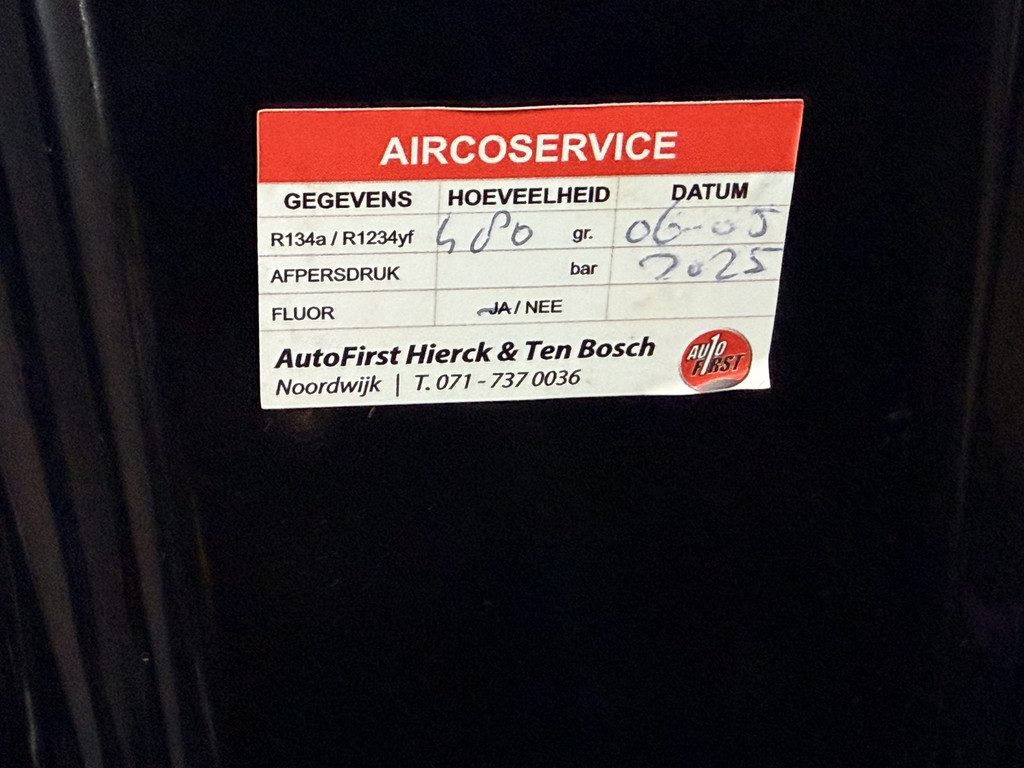 AIRCOSERVICE
GEGEVENS HOEVEELHEID DATUM
R134a / R1234yf 480 gr. 06-05
AFPERSDRUK bar 2025
FLUOR JA / NEE
AutoFirst Hierck & Ten Bosch
Noordwijk | T. 071 - 737 0036
AUTO FIRST